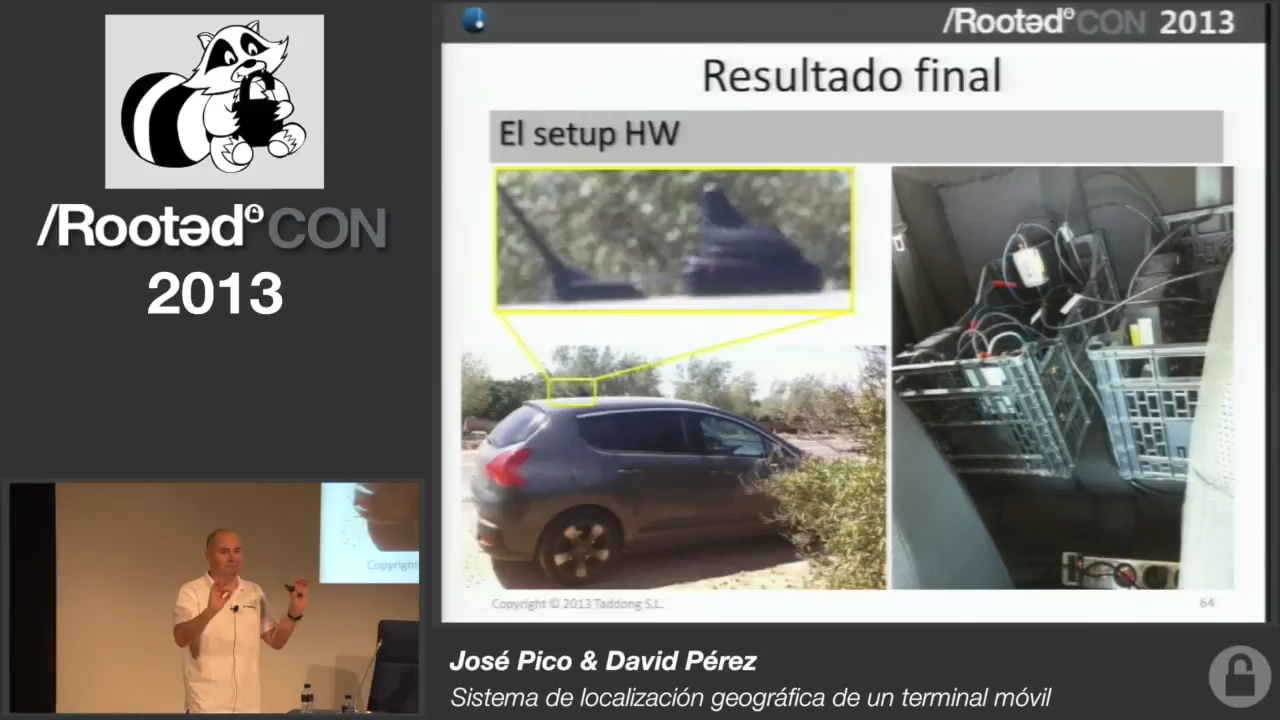 /Rootəd CON
2013
/Rootəd CON 2013
Resultado final
El setup HW
Copyright © 2013 Taddong S.L.
64
Copyright
José Pico & David Pérez
Sistema de localización geográfica de un terminal móvil